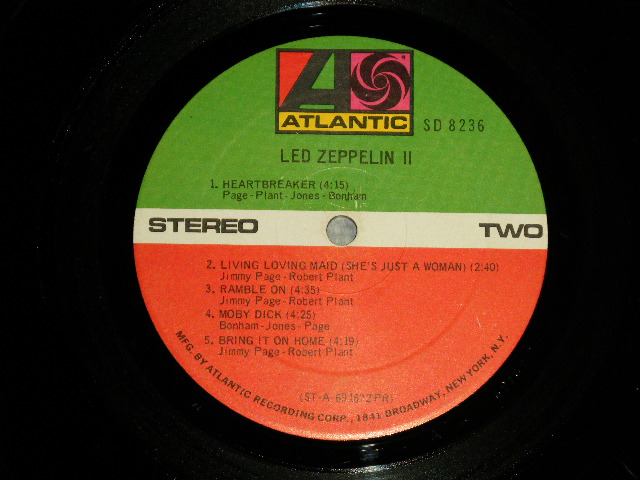 ATLANTIC
SD 8236
LED ZEPPELIN II
1. HEARTBREAKER (4:15)
Page-Plant-Jones-Bonham
STEREO TWO
2. LIVING LOVING MAID (SHE'S JUST A WOMAN) (2:40)
Jimmy Page-Robert Plant
3. RAMBLE ON (4:35)
Jimmy Page-Robert Plant
4. MOBY DICK (4:25)
Bonham-Jones-Page
5. BRING IT ON HOME (4:19)
Jimmy Page-Robert Plant
MFG. BY ATLANTIC RECORDING CORP., 1841 BROADWAY, NEW YORK, N.Y.